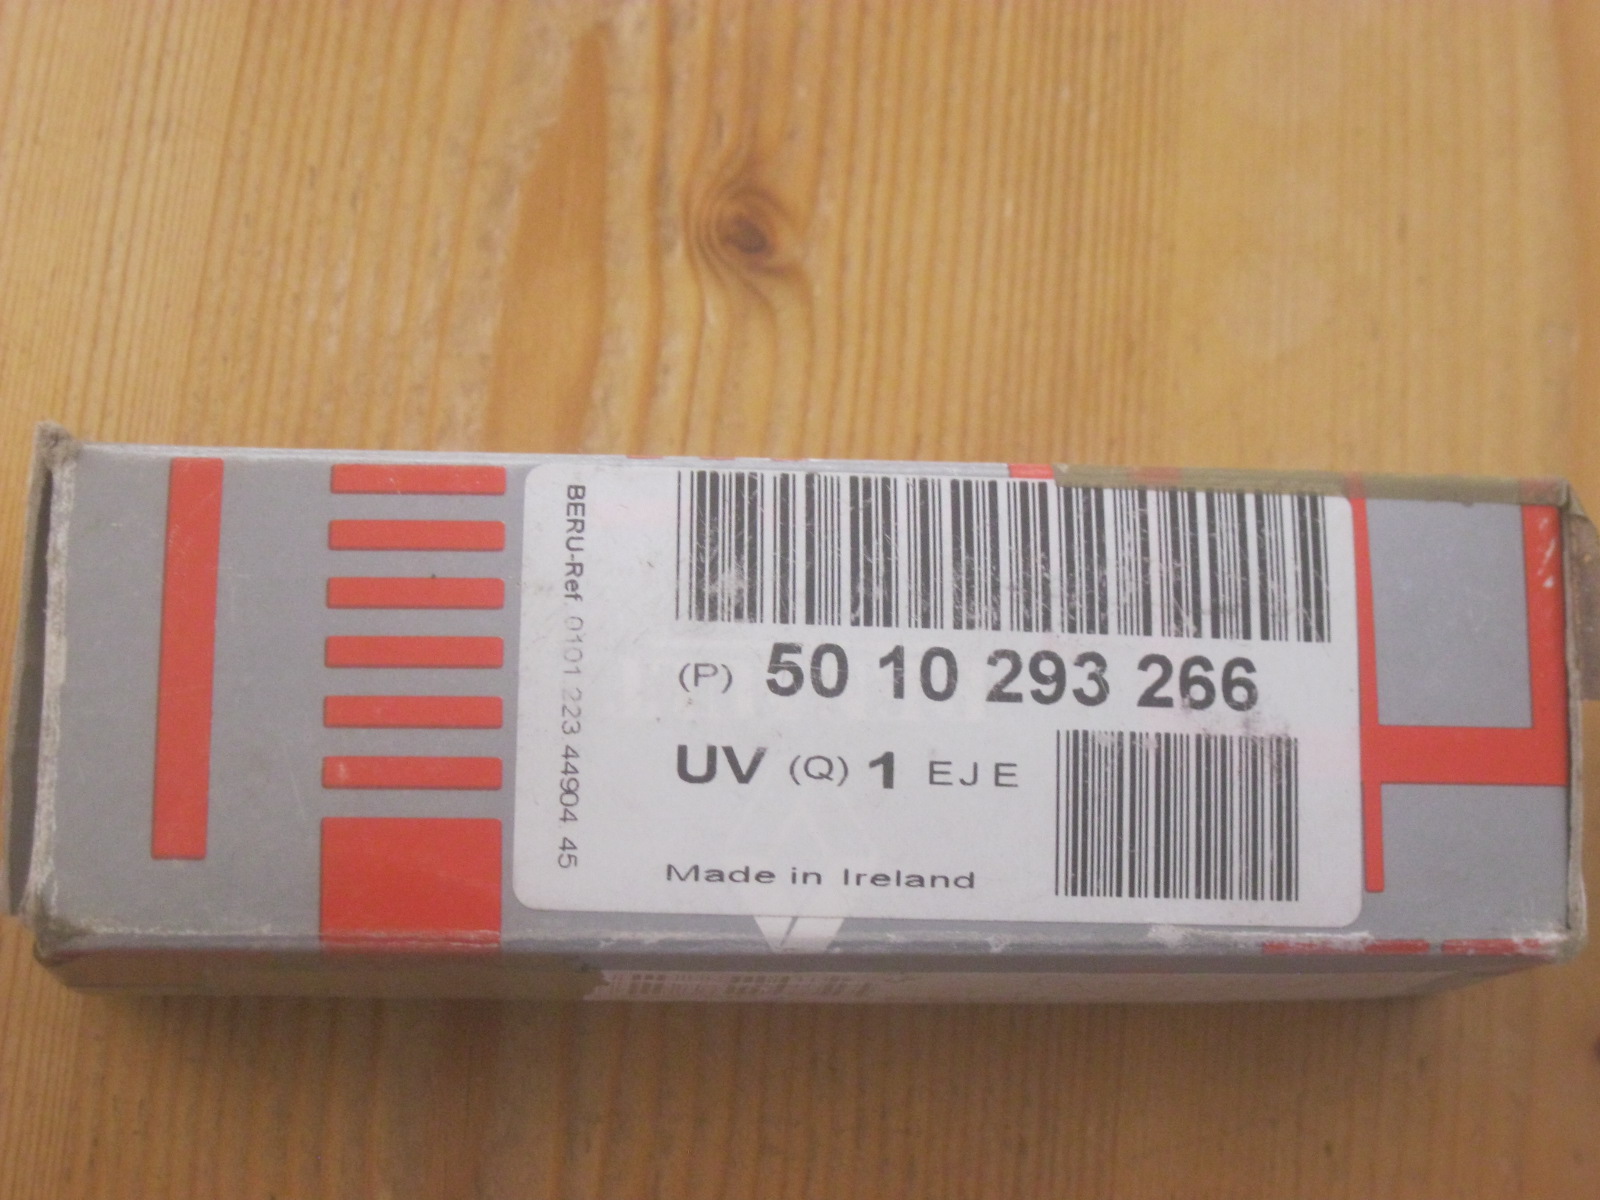 BERU-Ref 0101 223 44904 45
(P) 50 10 293 266
UV (Q) 1 EJE
Made in Ireland